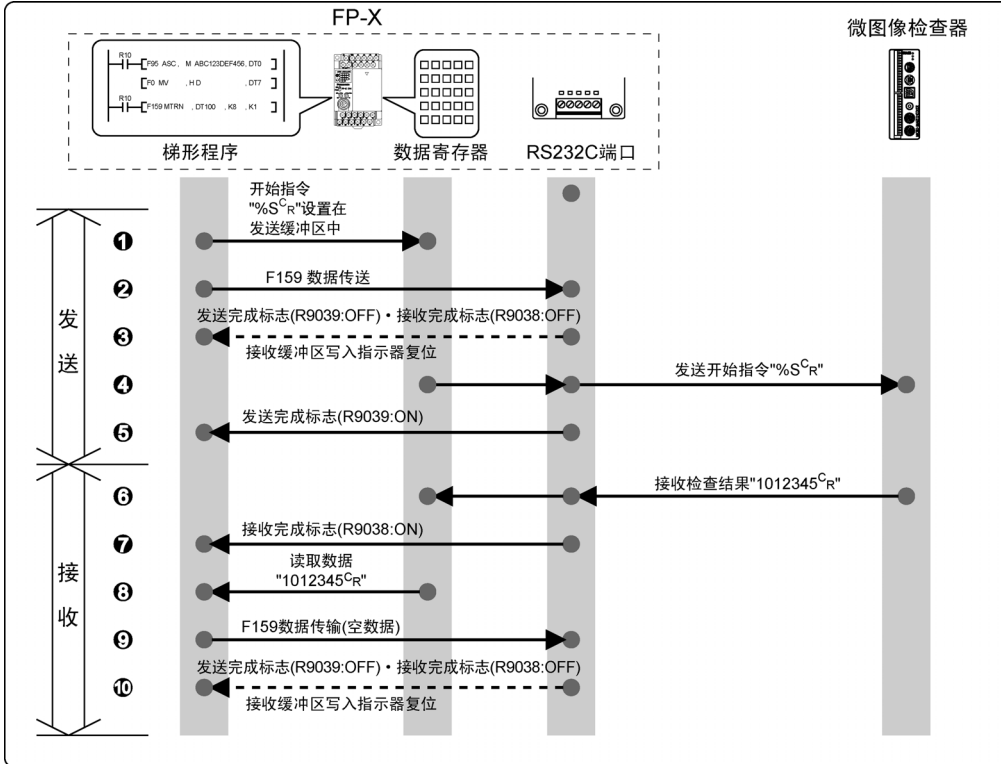 FP-X
微图像检查器
R10
F95 ASC, M ABC123DEF456, DT0
F0 MV , H D , DT7
R10
F159 MTRN , DT100 , K8 , K1
梯形程序
数据寄存器
RS232C端口
开始指令
"%SCR"设置在
发送缓冲区中
❶
F159 数据传送
❷
发送完成标志(R9039:OFF)・接收完成标志(R9038:OFF)
❸
接收缓冲区写入指示器复位
发送
发送开始指令"%SCR"
❹
发送完成标志(R9039:ON)
❺
接收检查结果"1012345CR"
❻
接收完成标志(R9038:ON)
❼
读取数据
"1012345CR"
❽
接收
F159数据传输(空数据)
❾
发送完成标志(R9039:OFF)・接收完成标志(R9038:OFF)
❿
接收缓冲区写入指示器复位